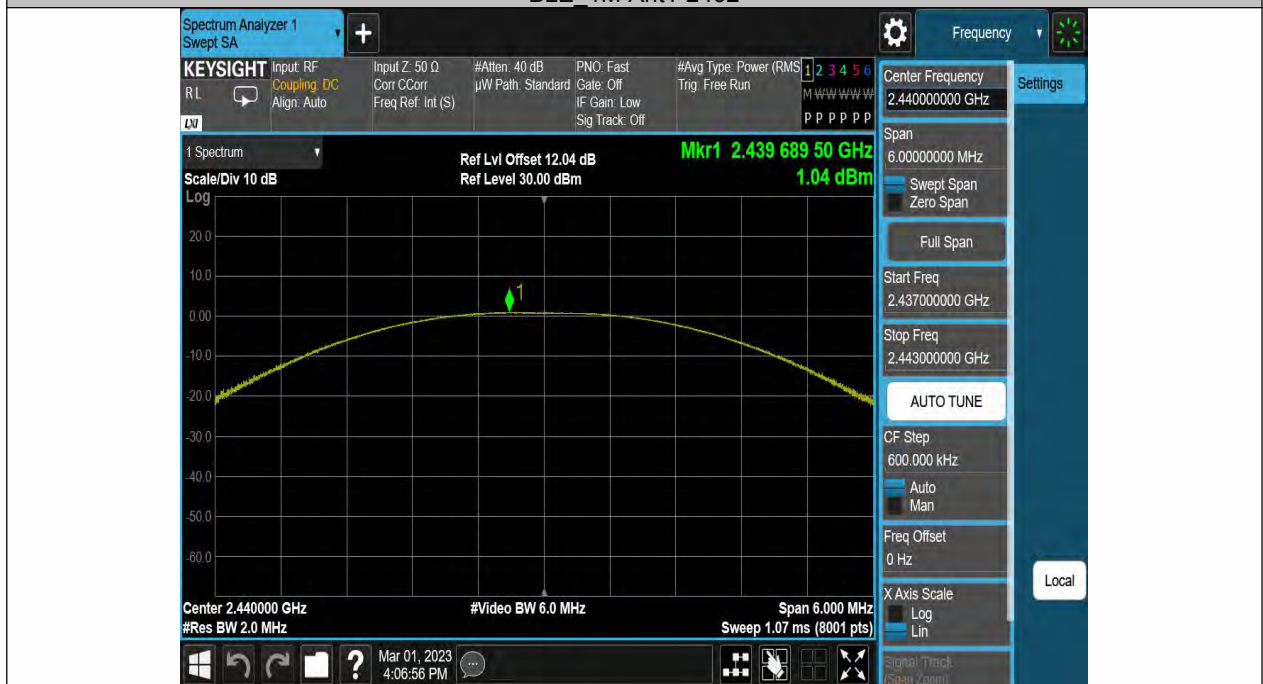 Spectrum Analyzer 1
Swept SA
+
Frequency
KEYSIGHT
RL
LXI
Input: RF
Coupling: DC
Align: Auto
Input Z: 50 Ω
Corr CCorr
Freq Ref: Int (S)
#Atten: 40 dB
µW Path: Standard
PNO: Fast
Gate: Off
IF Gain: Low
Sig Track: Off
#Avg Type: Power (RMS
Trig: Free Run
1 2 3 4 5 6
M W W W W W
P P P P P P
1 Spectrum
Scale/Div 10 dB
Ref Lvl Offset 12.04 dB
Ref Level 30.00 dBm
Mkr1 2.439 689 50 GHz
1.04 dBm
Log
20.0
10.0
0.00
-10.0
-20.0
-30.0
-40.0
-50.0
-60.0
1
Center 2.440000 GHz
#Res BW 2.0 MHz
#Video BW 6.0 MHz
Span 6.000 MHz
Sweep 1.07 ms (8001 pts)
Center Frequency
2.440000000 GHz
Settings
Span
6.00000000 MHz
Swept Span
Zero Span
Full Span
Start Freq
2.437000000 GHz
Stop Freq
2.443000000 GHz
AUTO TUNE
CF Step
600.000 kHz
Auto
Man
Freq Offset
0 Hz
X Axis Scale
Log
Lin
Signal Track
(Span Zoom)
Local
?
Mar 01, 2023
4:06:56 PM